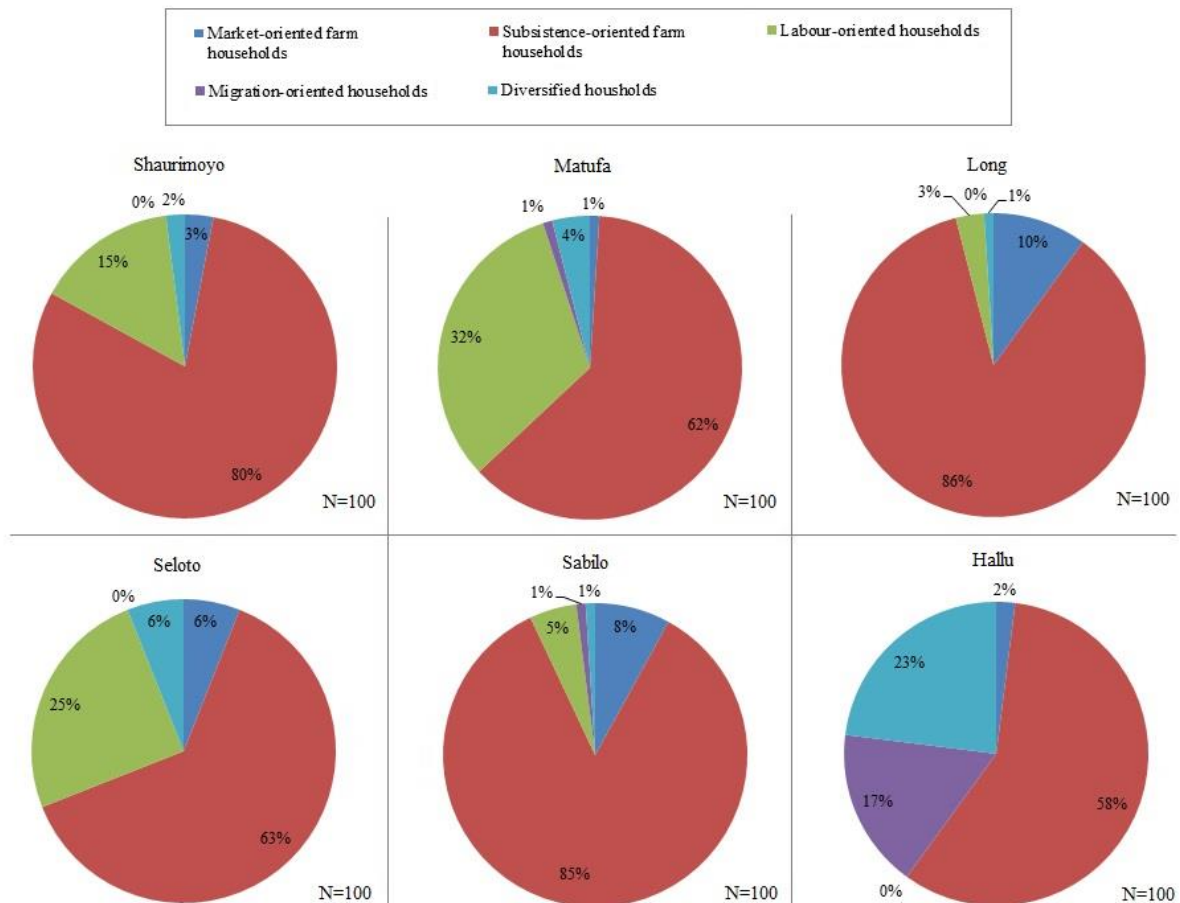 Market-oriented farm
households
Subsistence-oriented farm
households
Labour-oriented households
Migration-oriented households
Diversified housholds
Shaurimoyo
0%
2%
3%
15%
80%
N=100
Matufa
1%
1%
4%
32%
62%
N=100
Long
3%
0%
1%
10%
86%
N=100
Seloto
0%
6%
6%
25%
63%
N=100
Sabilo
1%
1%
5%
8%
85%
N=100
Hallu
2%
23%
17%
58%
0%
N=100